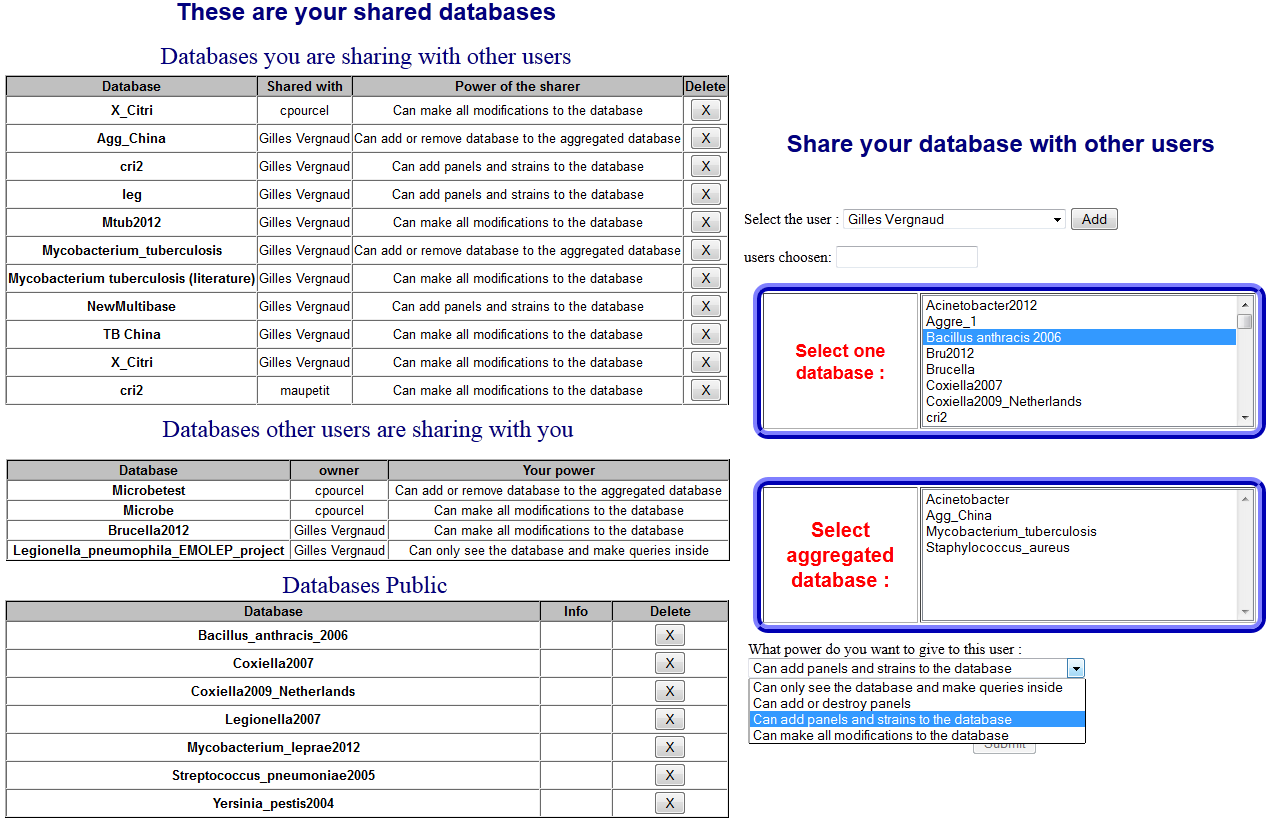 These are your shared databases
Databases you are sharing with other users
Database Shared with Power of the sharer Delete
X_Citri cpourcel Can make all modifications to the database X
Agg_China Gilles Vergnaud Can add or remove database to the aggregated database X
cri2 Gilles Vergnaud Can add panels and strains to the database X
leg Gilles Vergnaud Can add panels and strains to the database X
Mtub2012 Gilles Vergnaud Can make all modifications to the database X
Mycobacterium_tuberculosis Gilles Vergnaud Can add or remove database to the aggregated database X
Mycobacterium tuberculosis (literature) Gilles Vergnaud Can make all modifications to the database X
NewMultibase Gilles Vergnaud Can add panels and strains to the database X
TB China Gilles Vergnaud Can make all modifications to the database X
X_Citri Gilles Vergnaud Can make all modifications to the database X
cri2 maupetit Can make all modifications to the database X
Databases other users are sharing with you
Database owner Your power
Microbetest cpourcel Can add or remove database to the aggregated database
Microbe cpourcel Can make all modifications to the database
Brucella2012 Gilles Vergnaud Can make all modifications to the database
Legionella_pneumophila_EMOLEP_project Gilles Vergnaud Can only see the database and make queries inside
Databases Public
Database Info Delete
Bacillus_anthracis_2006 X
Coxiella2007 X
Coxiella2009_Netherlands X
Legionella2007 X
Mycobacterium_leprae2012 X
Streptococcus_pneumoniae2005 X
Yersinia_pestis2004 X
Share your database with other users
Select the user : Gilles Vergnaud Add
users choosen:
Select one
database :
Acinetobacter2012
Aggre_1
Bacillus anthracis 2006
Bru2012
Brucella
Coxiella2007
Coxiella2009_Netherlands
cri2
Select
aggregated
database :
Acinetobacter
Agg_China
Mycobacterium_tuberculosis
Staphylococcus_aureus
What power do you want to give to this user :
Can add panels and strains to the database
Can only see the database and make queries inside
Can add or destroy panels
Can add panels and strains to the database
Can make all modifications to the database
Submit